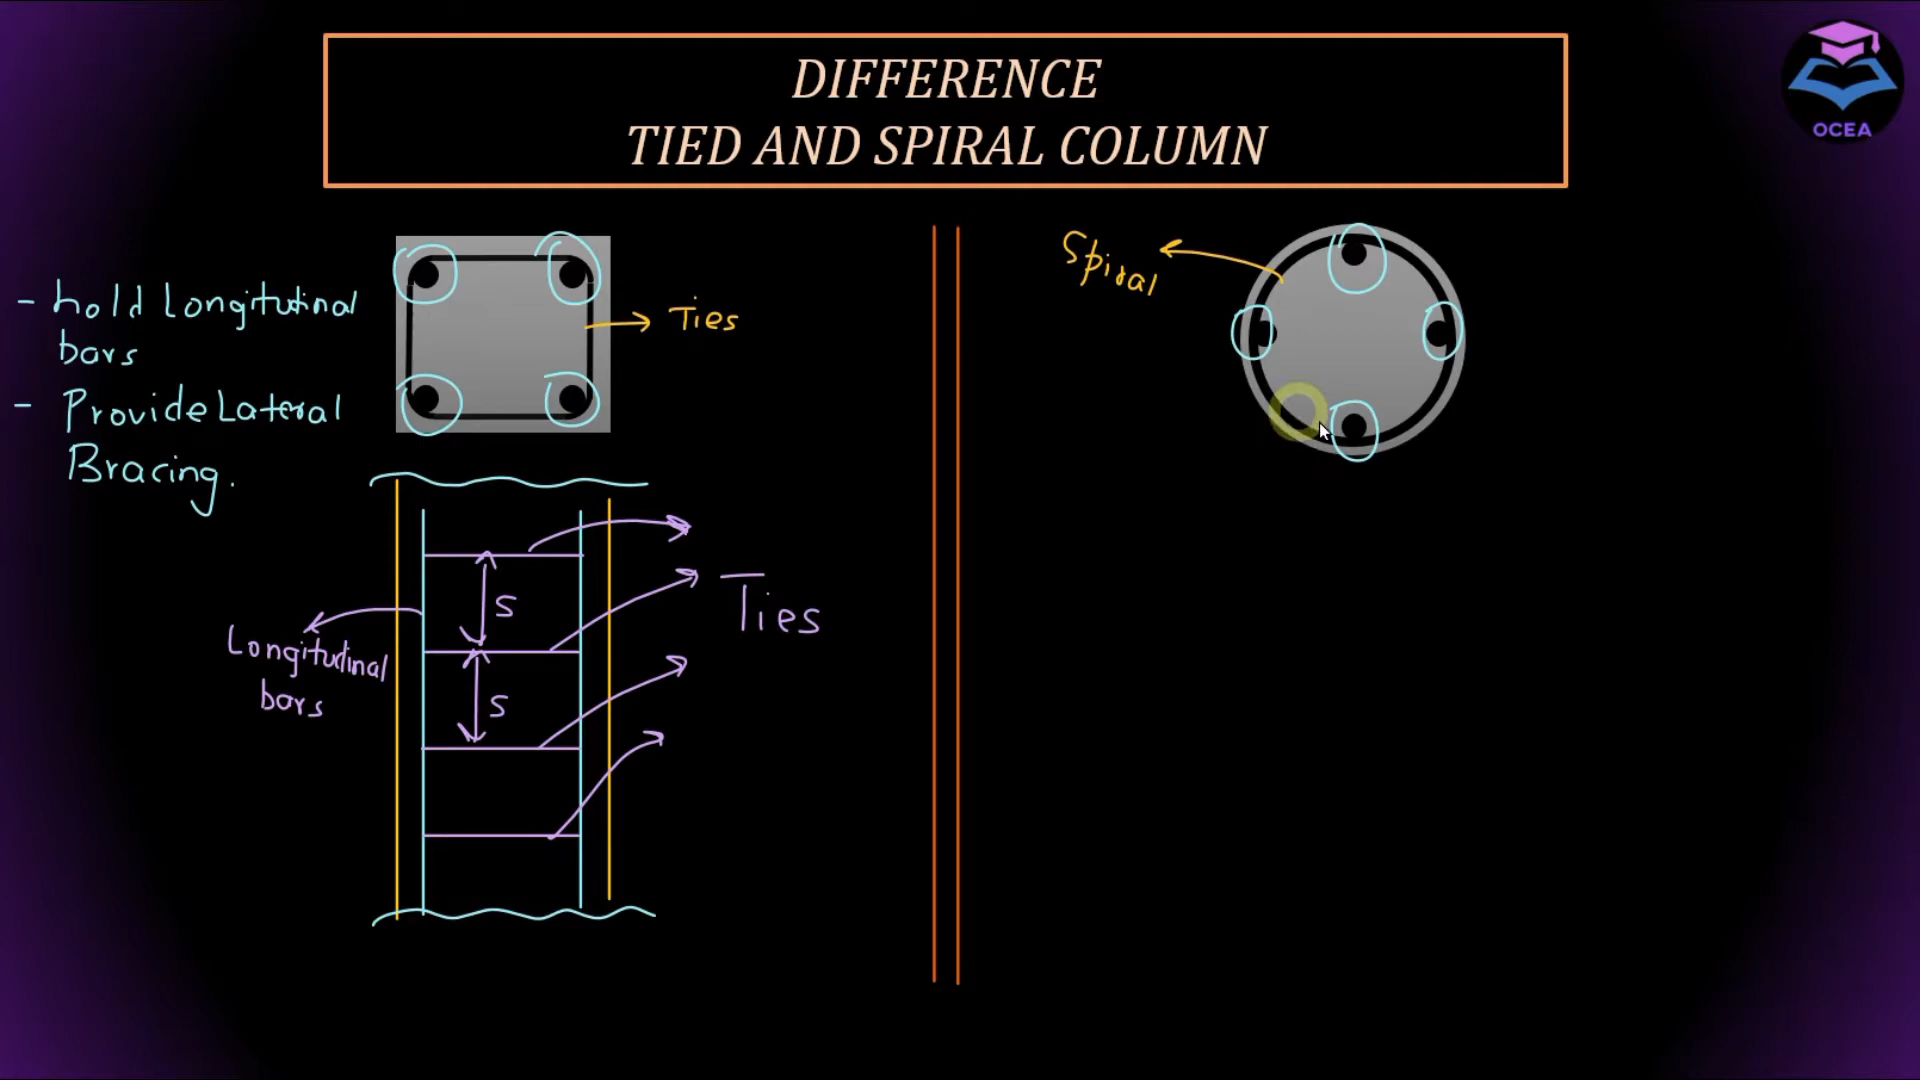 DIFFERENCE
TIED AND SPIRAL COLUMN
OCEA
- hold Longitudinal
bars
- Provide Lateral
Bracing.
Ties
S
S
Ties
Longitudinal
bars
Spiral